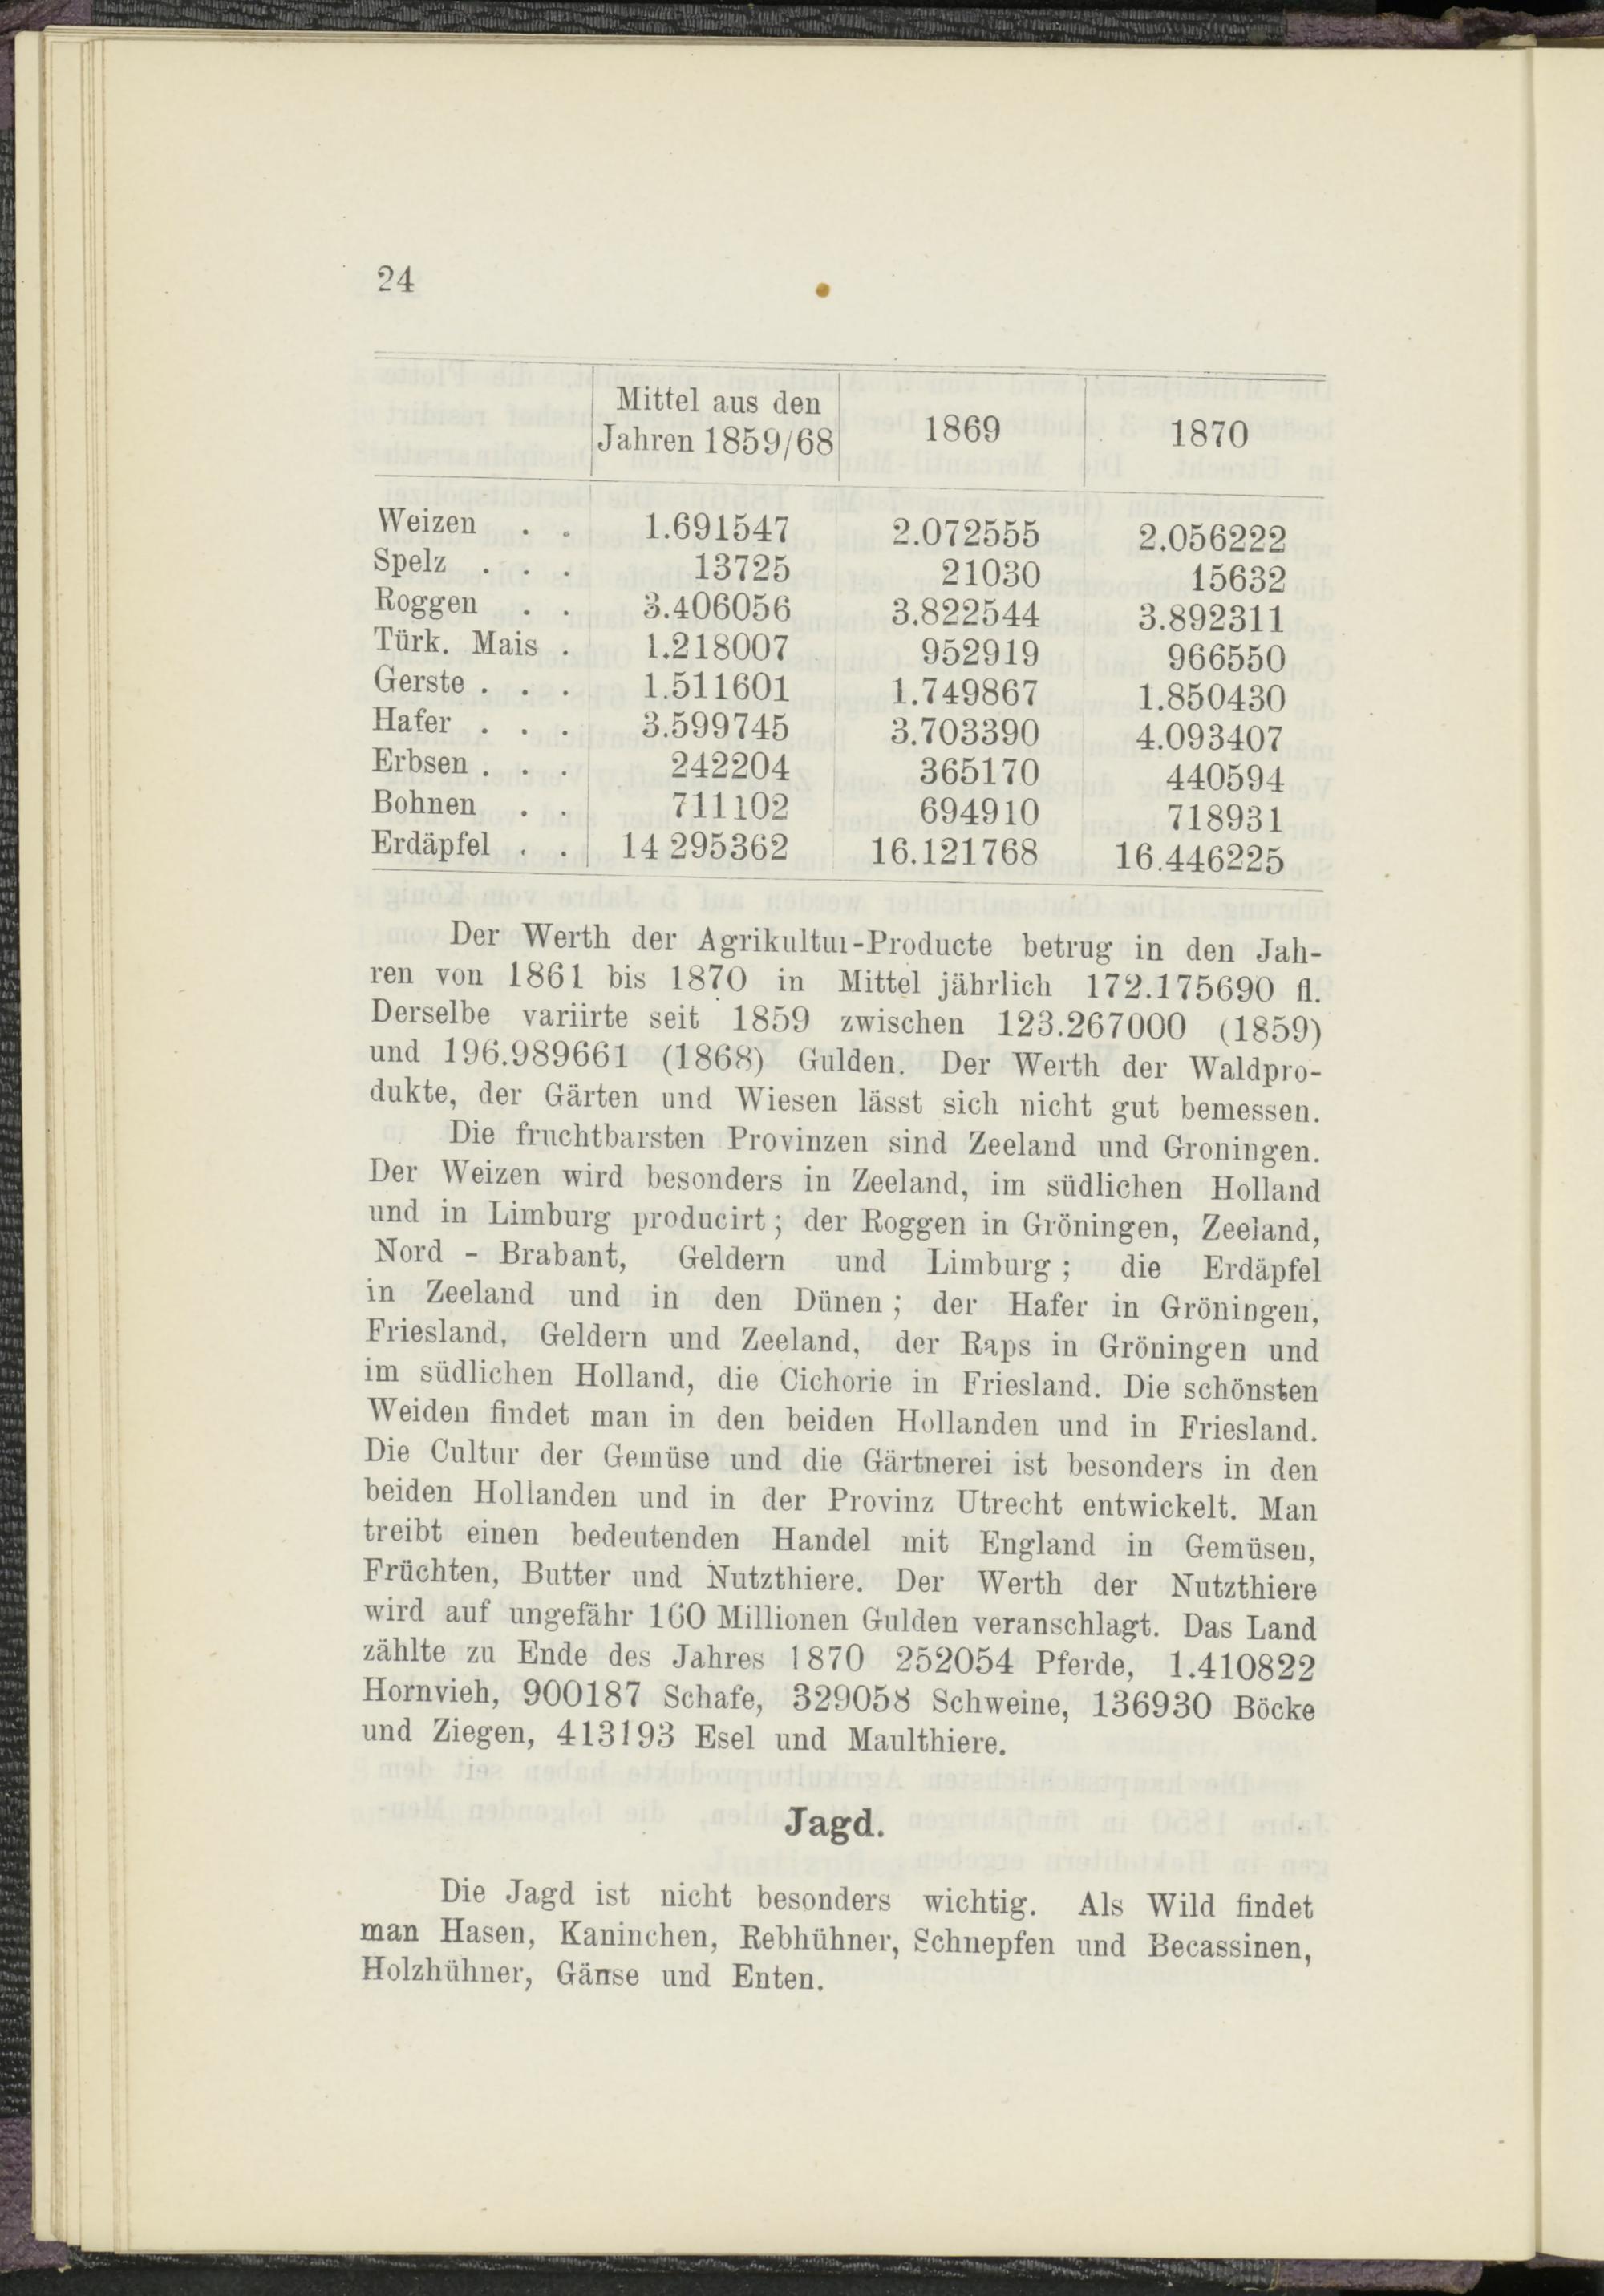 24
Mittel aus den
Jahren 1859/68 1869 1870
Weizen . . 1.691547 2.072555 2.056222
Spelz . . . 13725 21030 15632
Roggen . . 3.406056 3.822544 3.892311
Türk. Mais . 1.218007 952919 966550
Gerste . . . 1.511601 1.749867 1.850430
Hafer . . . 3.599745 3.703390 4.093407
Erbsen . . . 242204 365170 440594
Bohnen . . 711102 694910 718931
Erdäpfel . . 14 295362 16.121768 16.446225
Der Werth der Agrikultur-Producte betrug in den Jah-
ren von 1861 bis 1870 in Mittel jährlich 172.175690 fl.
Derselbe variirte seit 1859 zwischen 123.267000 (1859)
und 196.989661 (1868) Gulden. Der Werth der Waldpro-
dukte, der Gärten und Wiesen lässt sich nicht gut bemessen.
Die fruchtbarsten Provinzen sind Zeeland und Groningen.
Der Weizen wird besonders in Zeeland, im südlichen Holland
und in Limburg producirt; der Roggen in Gröningen, Zeeland,
Nord - Brabant, Geldern und Limburg; die Erdäpfel
in Zeeland und in den Dünen; der Hafer in Gröningen,
Friesland, Geldern und Zeeland, der Raps in Gröningen und
im südlichen Holland, die Cichorie in Friesland. Die schönsten
Weiden findet man in den beiden Hollanden und in Friesland.
Die Cultur der Gemüse und die Gärtnerei ist besonders in den
beiden Hollanden und in der Provinz Utrecht entwickelt. Man
treibt einen bedeutenden Handel mit England in Gemüsen,
Früchten, Butter und Nutzthiere. Der Werth der Nutzthiere
wird auf ungefähr 160 Millionen Gulden veranschlagt. Das Land
zählte zu Ende des Jahres 1870 252054 Pferde, 1.410822
Hornvieh, 900187 Schafe, 329058 Schweine, 136930 Böcke
und Ziegen, 413193 Esel und Maulthiere.
Jagd.
Die Jagd ist nicht besonders wichtig. Als Wild findet
man Hasen, Kaninchen, Rebhühner, Schnepfen und Becassinen,
Holzhühner, Gänse und Enten.